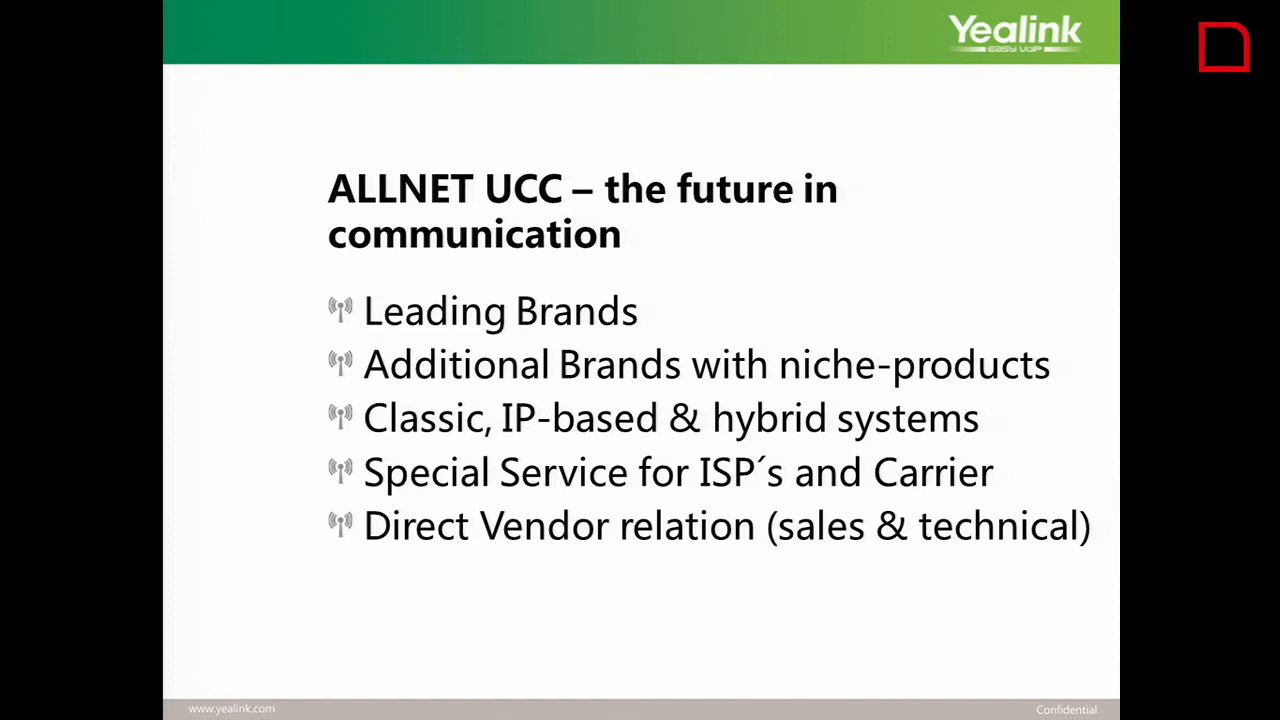 Yealink
EASY VOIP
ALLNET UCC – the future in
communication
Leading Brands
Additional Brands with niche-products
Classic, IP-based & hybrid systems
Special Service for ISP´s and Carrier
Direct Vendor relation (sales & technical)
www.yealink.com
Confidential